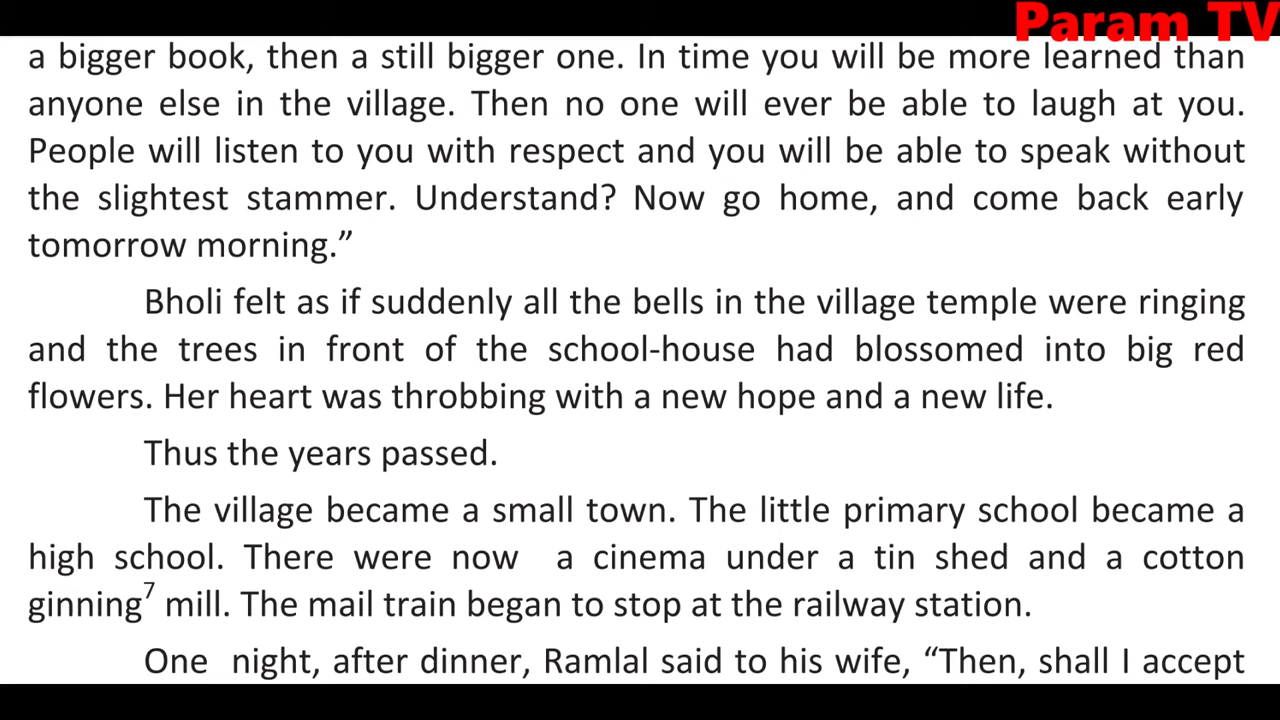 Param TV
a bigger book, then a still bigger one. In time you will be more learned than
anyone else in the village. Then no one will ever be able to laugh at you.
People will listen to you with respect and you will be able to speak without
the slightest stammer. Understand? Now go home, and come back early
tomorrow morning.”
Bholi felt as if suddenly all the bells in the village temple were ringing
and the trees in front of the school-house had blossomed into big red
flowers. Her heart was throbbing with a new hope and a new life.
Thus the years passed.
The village became a small town. The little primary school became a
high school. There were now a cinema under a tin shed and a cotton
ginning⁷ mill. The mail train began to stop at the railway station.
One night, after dinner, Ramlal said to his wife, “Then, shall I accept